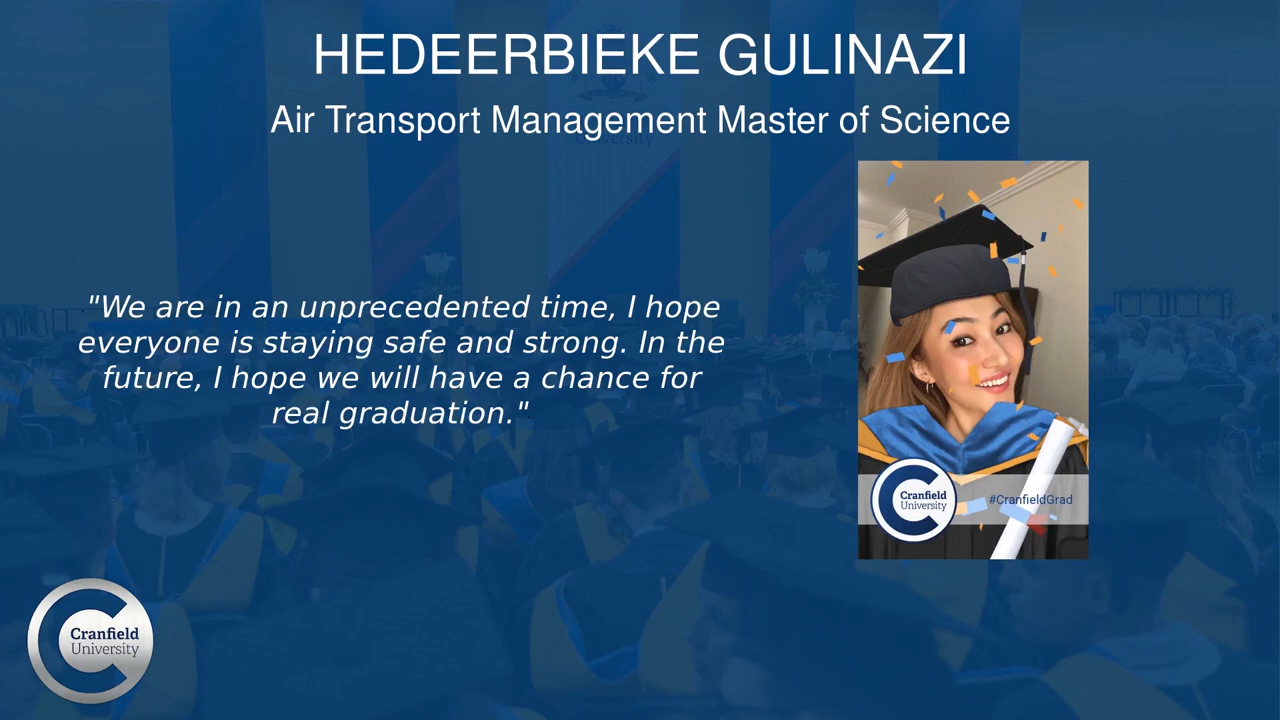 HEDEERBIEKE GULINAZI
Air Transport Management Master of Science
"We are in an unprecedented time, I hope
everyone is staying safe and strong. In the
future, I hope we will have a chance for
real graduation."
Cranfield
University
#CranfieldGrad
Cranfield
University
University